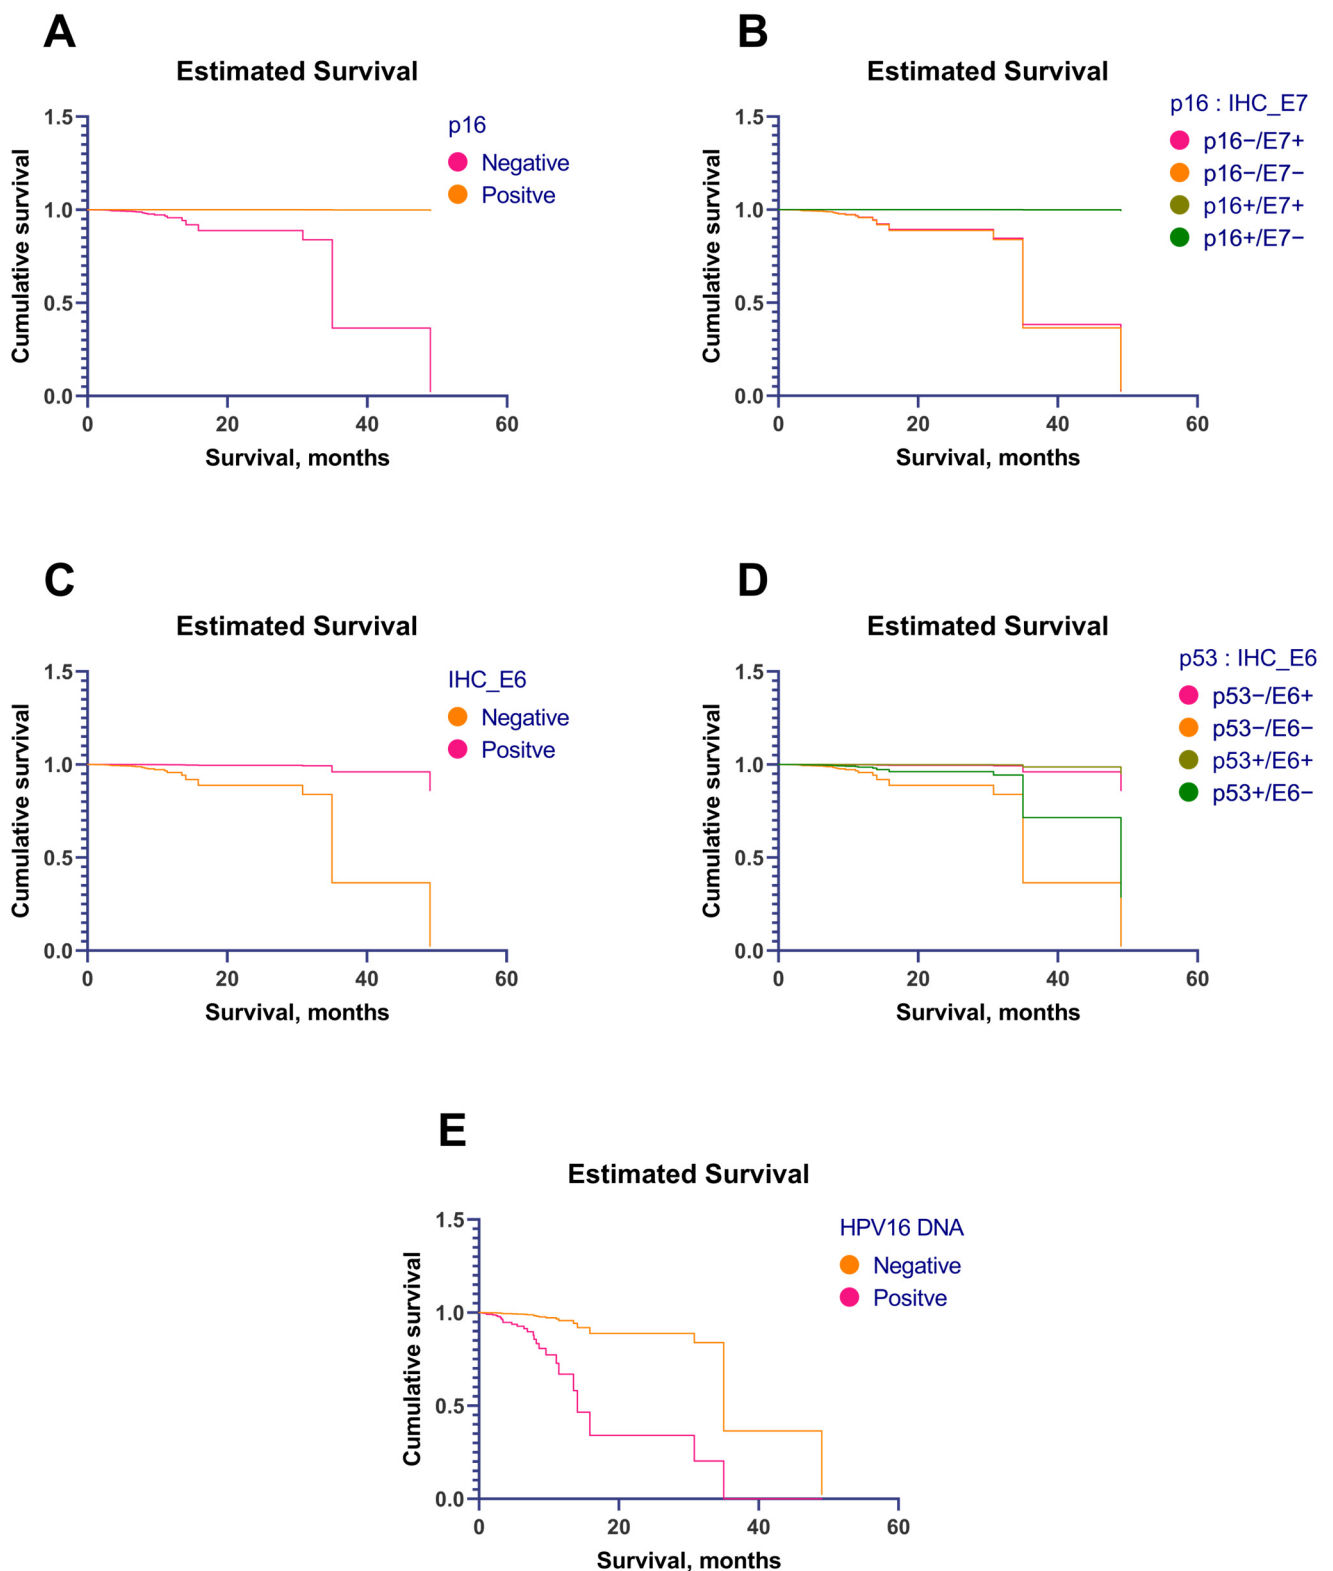 A
Estimated Survival
1.5
1.0
0.5
0.0
0 20 40 60
Cumulative survival
Survival, months
p16
Negative
Positve
B
Estimated Survival
1.5
1.0
0.5
0.0
0 20 40 60
Cumulative survival
Survival, months
p16 : IHC_E7
p16−/E7+
p16−/E7−
p16+/E7+
p16+/E7−
C
Estimated Survival
1.5
1.0
0.5
0.0
0 20 40 60
Cumulative survival
Survival, months
IHC_E6
Negative
Positve
D
Estimated Survival
1.5
1.0
0.5
0.0
0 20 40 60
Cumulative survival
Survival, months
p53 : IHC_E6
p53−/E6+
p53−/E6−
p53+/E6+
p53+/E6−
E
Estimated Survival
1.5
1.0
0.5
0.0
0 20 40 60
Cumulative survival
Survival, months
HPV16 DNA
Negative
Positve